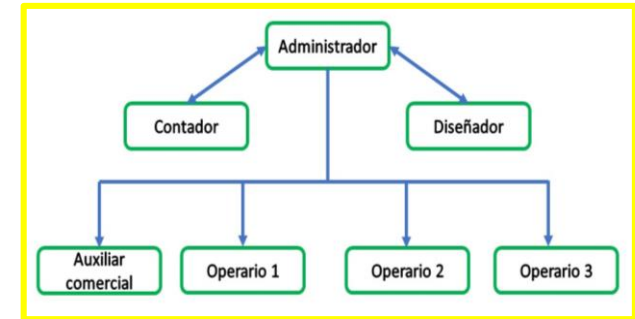 Administrador
Contador
Diseñador
Auxiliar
comercial
Operario 1
Operario 2
Operario 3